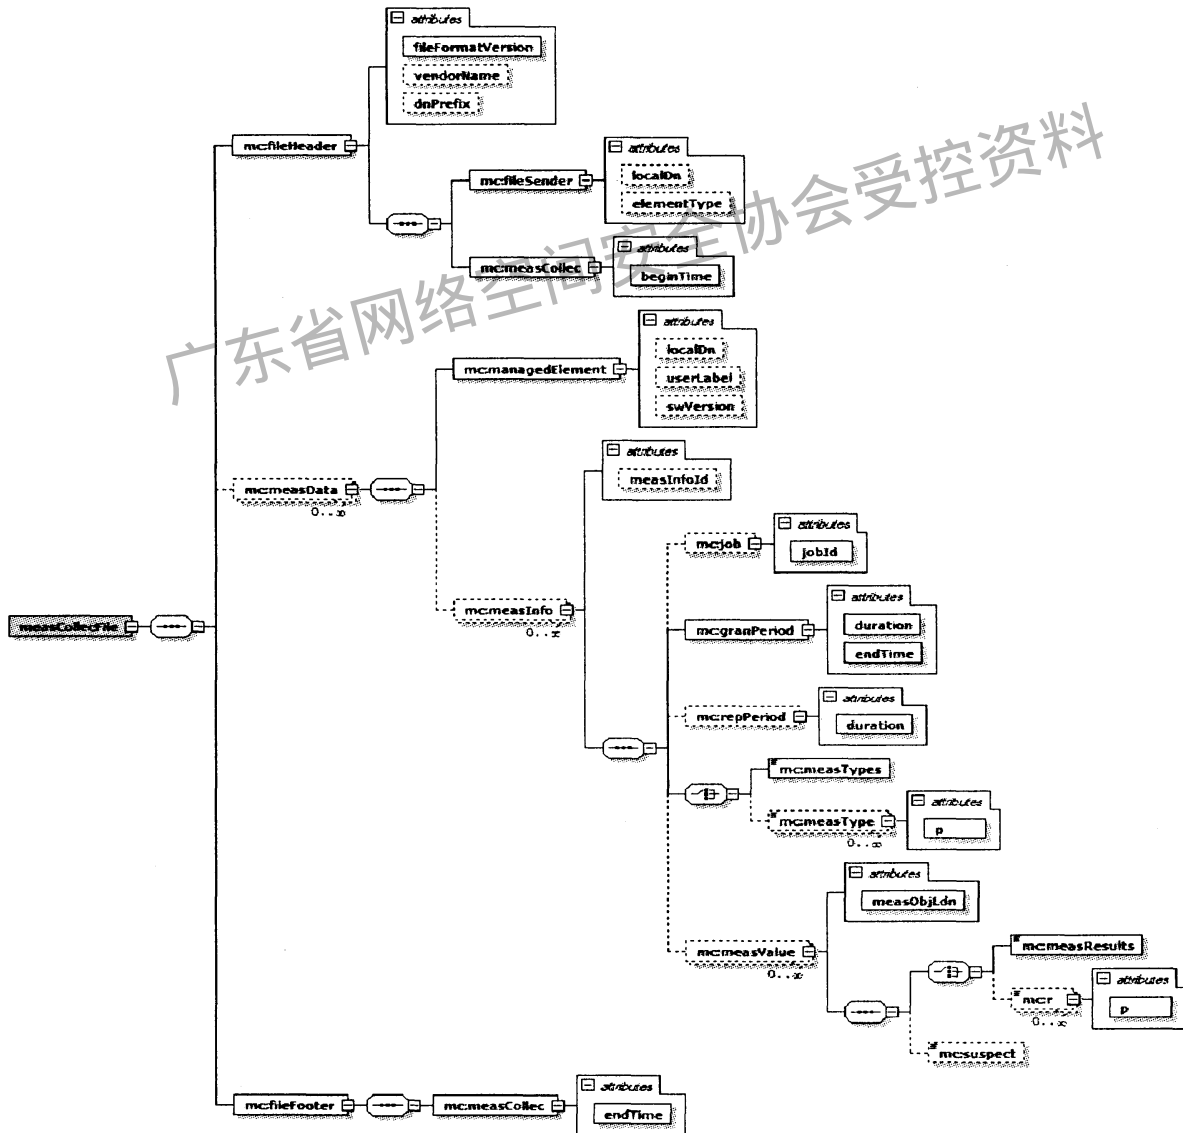 attributes
fileFormatVersion
vendorName
dnPrefix
mc:fileHeader
attributes
localDn
elementType
mc:fileSender
attributes
beginTime
mc:measCollec
广东省网络空间安全协会受控资料
attributes
localDn
userLabel
swVersion
mc:managedElement
attributes
measInfoId
mc:measData
0..∞
attributes
jobId
mc:job
mc:measInfo
0..∞
attributes
duration
endTime
mc:granPeriod
measCollecFile
attributes
duration
mc:repPeriod
mc:measTypes
attributes
p
mc:measType
0..∞
attributes
measObjLdn
mc:measValue
0..∞
mc:measResults
attributes
p
mc:r
0..∞
mc:suspect
attributes
endTime
mc:fileFooter
mc:measCollec